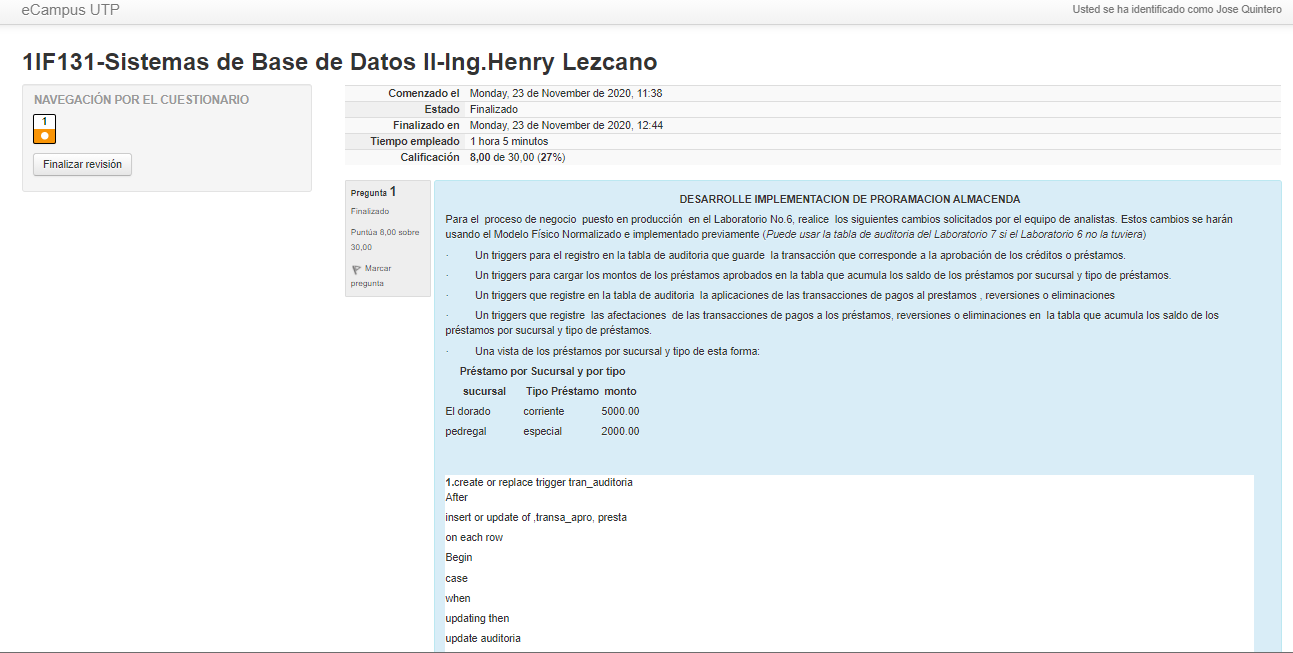 eCampus UTP
Usted se ha identificado como Jose Quintero
1IF131-Sistemas de Base de Datos II-Ing.Henry Lezcano
NAVEGACIÓN POR EL CUESTIONARIO
1
Finalizar revisión
Comenzado el Monday, 23 de November de 2020, 11:38
Estado Finalizado
Finalizado en Monday, 23 de November de 2020, 12:44
Tiempo empleado 1 hora 5 minutos
Calificación 8,00 de 30,00 (27%)
Pregunta 1
Finalizado
Puntúa 8,00 sobre
30,00
Marcar
pregunta
DESARROLLE IMPLEMENTACION DE PRORAMACION ALMACENDA
Para el proceso de negocio puesto en producción en el Laboratorio No.6, realice los siguientes cambios solicitados por el equipo de analistas. Estos cambios se harán
usando el Modelo Físico Normalizado e implementado previamente (Puede usar la tabla de auditoria del Laboratorio 7 si el Laboratorio 6 no la tuviera)
· Un triggers para el registro en la tabla de auditoria que guarde la transacción que corresponde a la aprobación de los créditos o préstamos.
· Un triggers para cargar los montos de los préstamos aprobados en la tabla que acumula los saldo de los préstamos por sucursal y tipo de préstamos.
· Un triggers que registre en la tabla de auditoria la aplicaciones de las transacciones de pagos al prestamos , reversiones o eliminaciones
· Un triggers que registre las afectaciones de las transacciones de pagos a los préstamos, reversiones o eliminaciones en la tabla que acumula los saldo de los
préstamos por sucursal y tipo de préstamos.
· Una vista de los préstamos por sucursal y tipo de esta forma:
Préstamo por Sucursal y por tipo
sucursal Tipo Préstamo monto
El dorado corriente 5000.00
pedregal especial 2000.00
1.create or replace trigger tran_auditoria
After
insert or update of ,transa_apro, presta
on each row
Begin
case
when
updating then
update auditoria